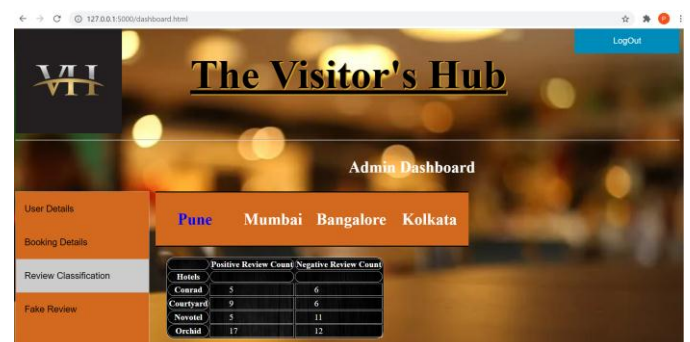 127.0.0.1:5000/dashboard.html
P
LogOut
VH
The Visitor's Hub
Admin Dashboard
User Details
Booking Details
Review Classification
Fake Review
Pune Mumbai Bangalore Kolkata
Positive Review Count Negative Review Count
Hotels
Conrad 5 6
Courtyard 9 6
Novotel 5 11
Orchid 17 12